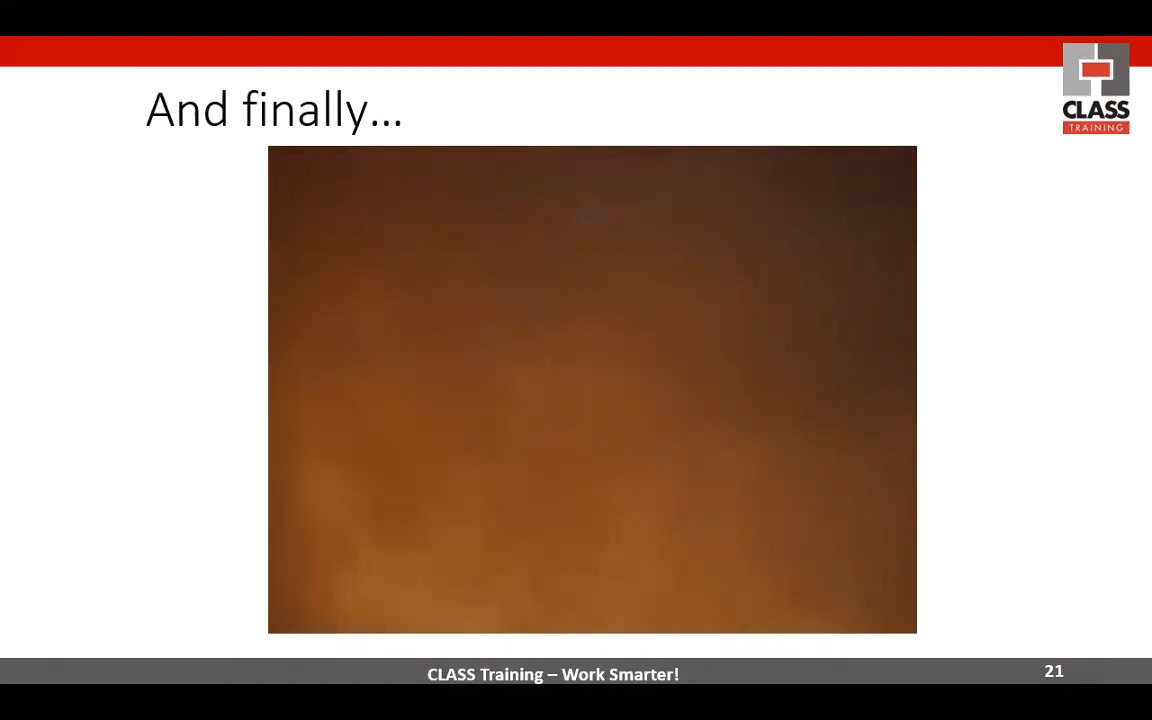 And finally...
CLASS
TRAINING
CLASS Training – Work Smarter!
21